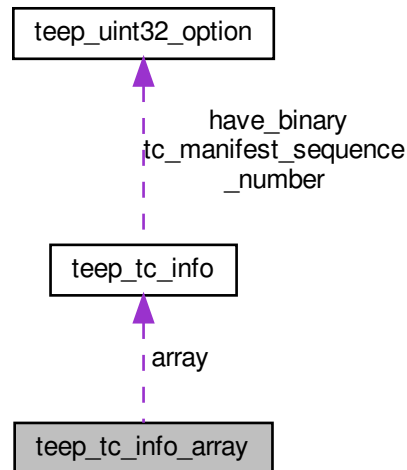 teep_uint32_option
have_binary
tc_manifest_sequence
_number
teep_tc_info
array
teep_tc_info_array